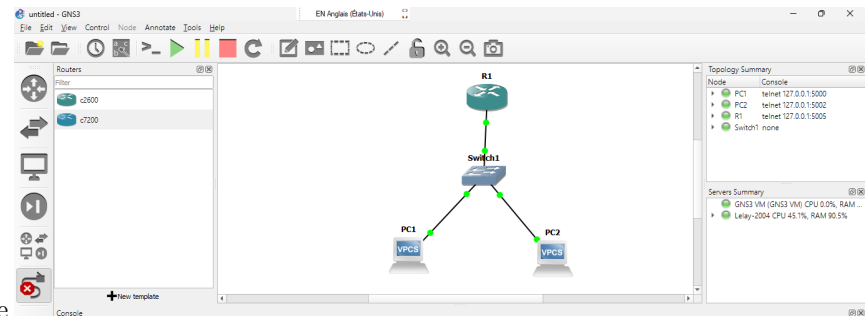 untitled - GNS3
EN Anglais (États-Unis)
File Edit View Control Node Annotate Tools Help
Routers
Filter
c2600
c7200
New template
R1
Switch1
PC1
VPCS
PC2
VPCS
Topology Summary
Node Console
PC1 telnet 127.0.0.1:5000
PC2 telnet 127.0.0.1:5002
R1 telnet 127.0.0.1:5005
Switch1 none
Servers Summary
GNS3 VM (GNS3 VM) CPU 0.0%, RAM ...
Lelay-2004 CPU 45.1%, RAM 90.5%
e
Console